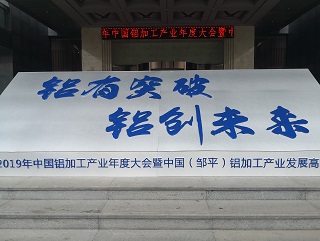 年中国铝加工产业年度大会暨中
铝有突破
铝创未来
2019年中国铝加工产业年度大会暨中国（邹平）铝加工产业发展高